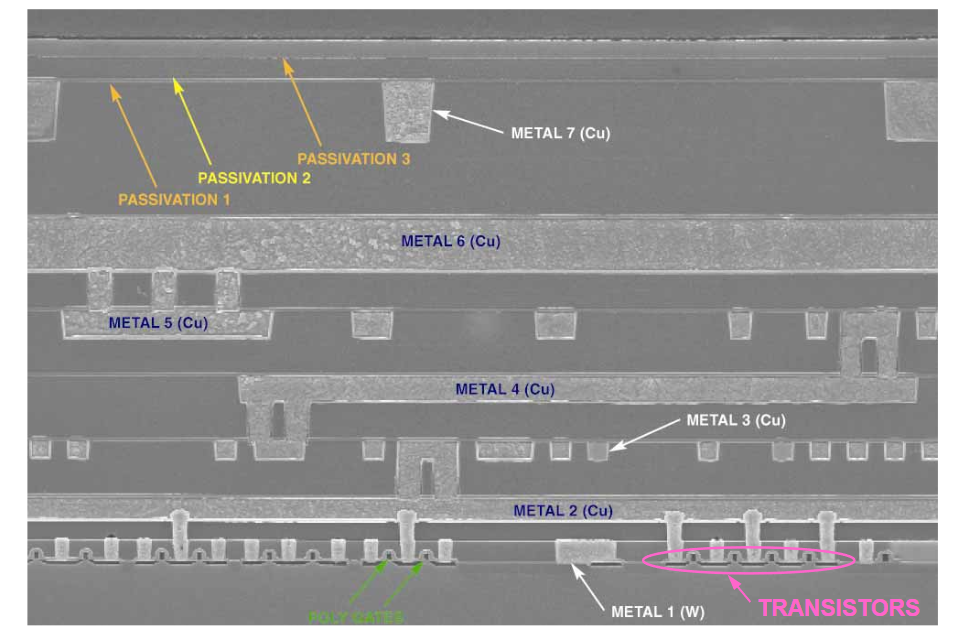 METAL 7 (Cu)
PASSIVATION 3
PASSIVATION 2
PASSIVATION 1
METAL 6 (Cu)
METAL 5 (Cu)
METAL 4 (Cu)
METAL 3 (Cu)
METAL 2 (Cu)
POLY GATES
METAL 1 (W)
TRANSISTORS